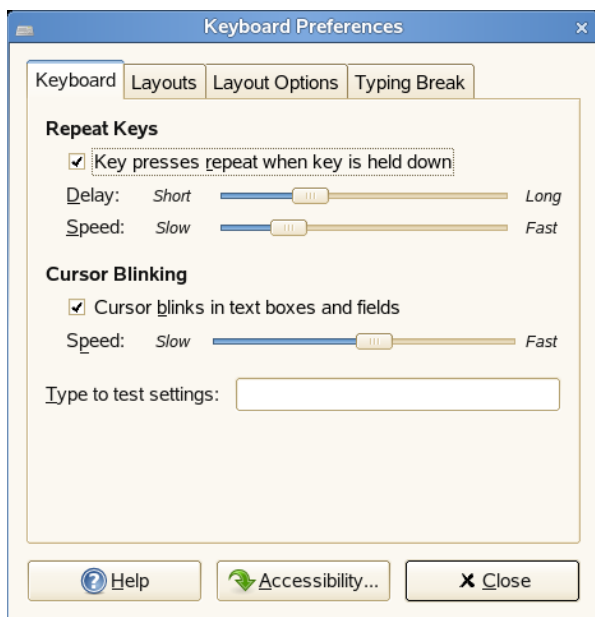 Keyboard Preferences
Keyboard Layouts Layout Options Typing Break
Repeat Keys
Key presses repeat when key is held down
Delay: Short Long
Speed: Slow Fast
Cursor Blinking
Cursor blinks in text boxes and fields
Speed: Slow Fast
Type to test settings:
Help Accessibility... Close